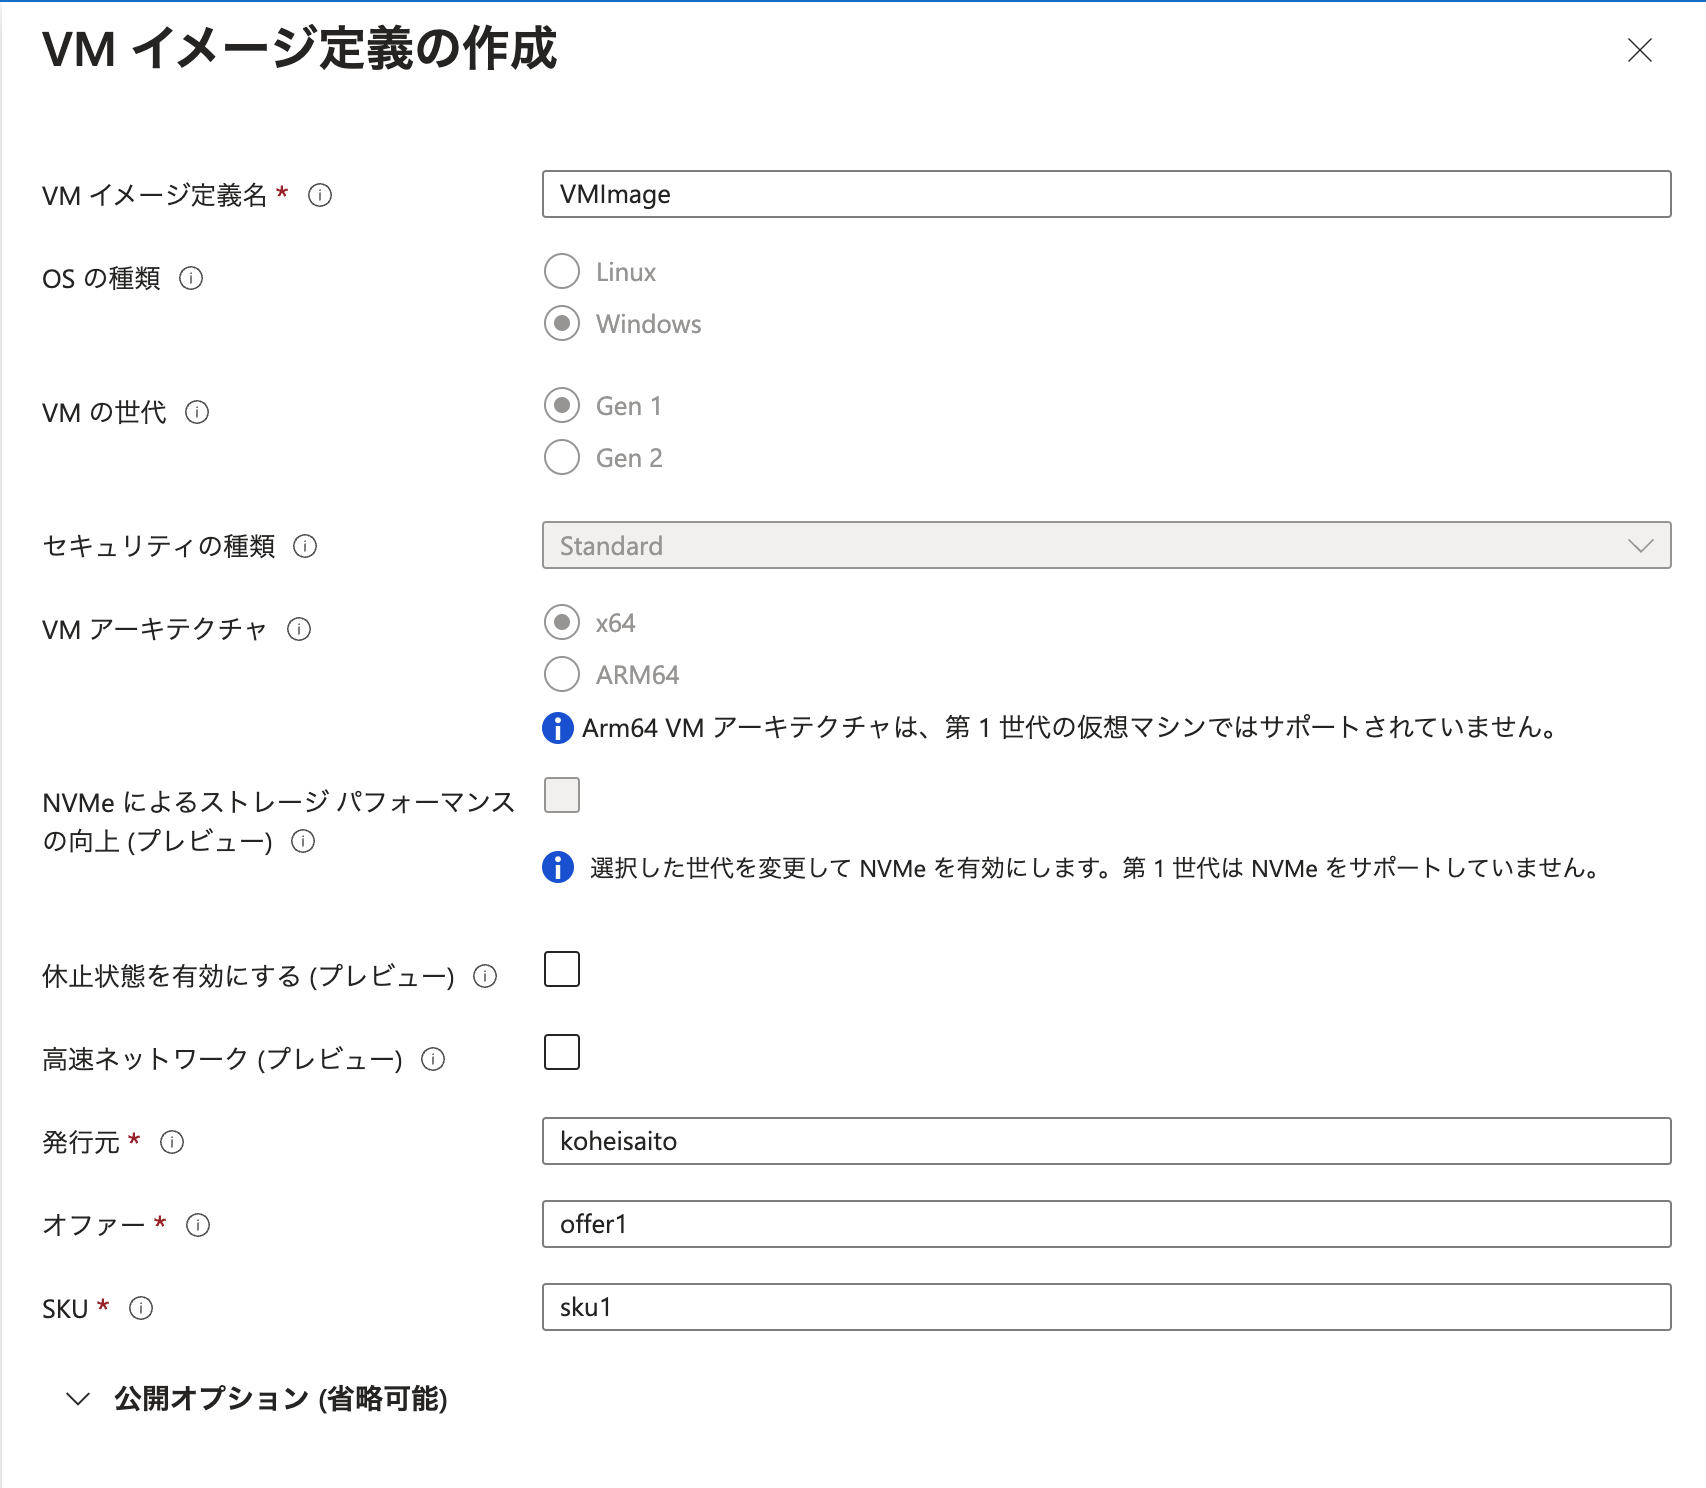 VM イメージ定義の作成
VM イメージ定義名 *
VMImage
OS の種類
Linux
Windows
VM の世代
Gen 1
Gen 2
セキュリティの種類
Standard
VM アーキテクチャ
x64
ARM64
Arm64 VM アーキテクチャは、第 1 世代の仮想マシンではサポートされていません。
NVMe によるストレージ パフォーマンス
の向上 (プレビュー)
選択した世代を変更して NVMe を有効にします。第 1 世代は NVMe をサポートしていません。
休止状態を有効にする (プレビュー)
高速ネットワーク (プレビュー)
発行元 *
koheisaito
オファー *
offer1
SKU *
sku1
公開オプション (省略可能)